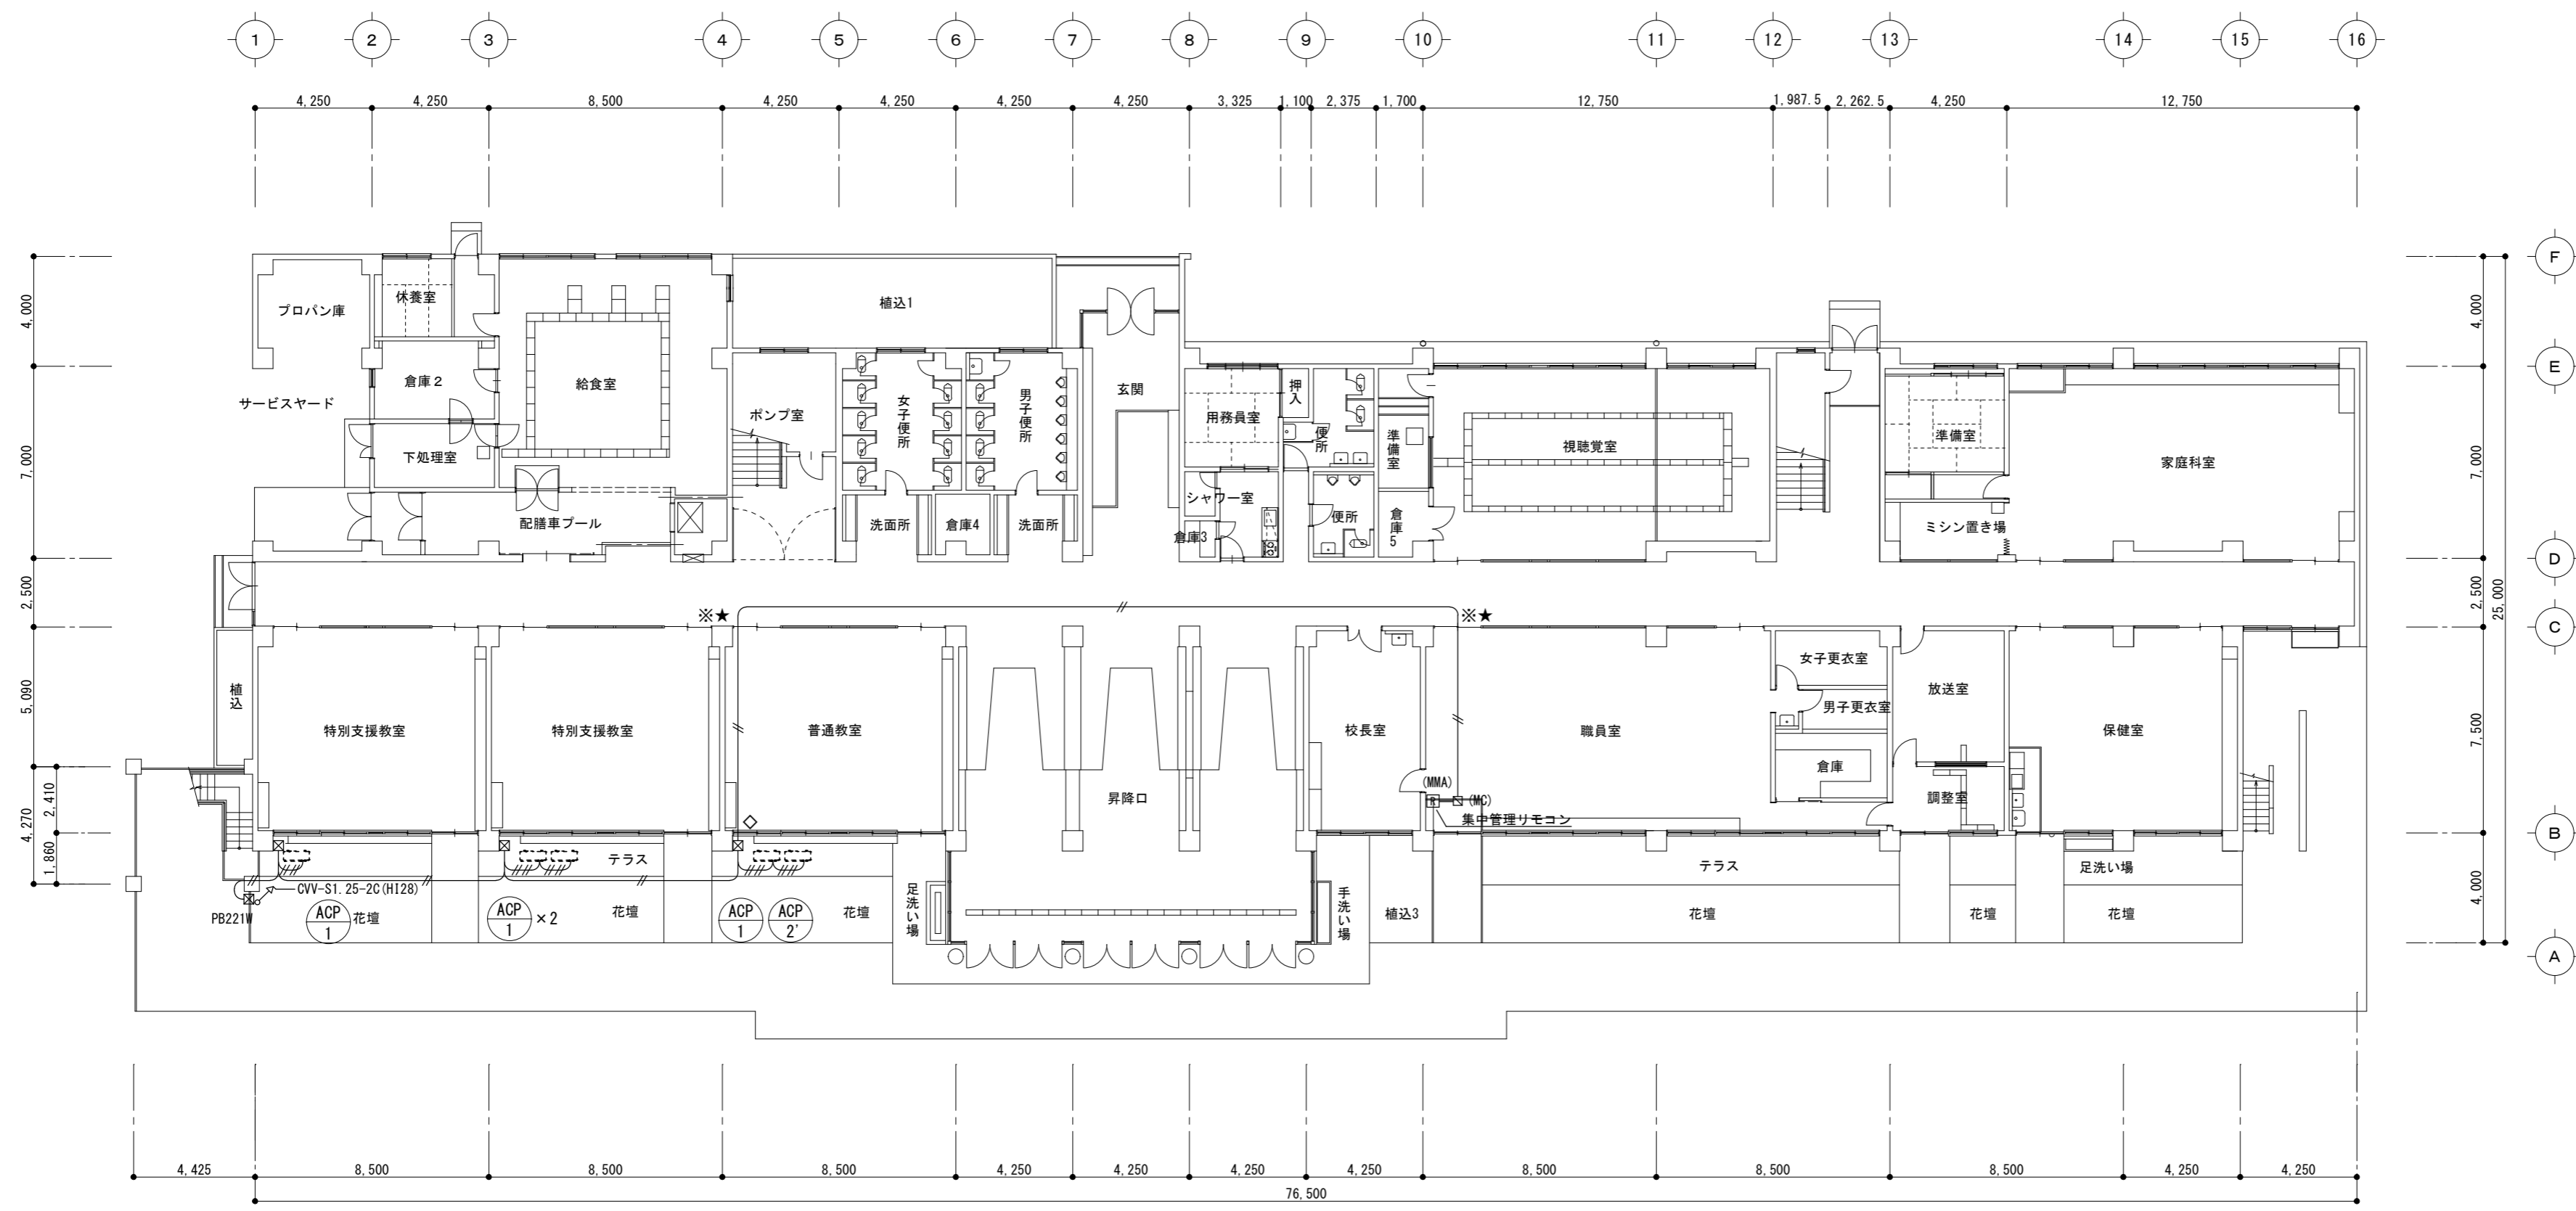 1 2 3 4 5 6 7 8 9 10 11 12 13 14 15 16
4,250 4,250 8,500 4,250 4,250 4,250 4,250 3,325 1,100 2,375 1,700 12,750 1,987.5 2,262.5 4,250 12,750
F
E
D
C
B
A
4,000
7,000
2,500
5,090
4,270
2,410
1,860
4,000
7,000
2,500
7,500
4,000
25,000
プロパン庫
休養室
植込1
倉庫2
給食室
サービスヤード
下処理室
配膳車プール
ポンプ室
女子便所
男子便所
洗面所
倉庫4
洗面所
玄関
用務員室
押入
便所
シャワー室
倉庫3
便所
準備室
倉庫5
視聴覚室
準備室
家庭科室
ミシン置き場
※★
※★
植込
特別支援教室
特別支援教室
普通教室
昇降口
校長室
職員室
女子更衣室
男子更衣室
倉庫
放送室
調整室
保健室
(MMA)
R
(MC)
集中管理リモコン
テラス
テラス
足洗い場
CVV-S1.25-2C(HI28)
PB221W
ACP
1
花壇
ACP
1
×2
花壇
ACP
1
ACP
2'
花壇
足洗い場
手洗い場
植込3
花壇
花壇
花壇
4,425 8,500 8,500 8,500 4,250 4,250 4,250 4,250 8,500 8,500 8,500 4,250 4,250
76,500